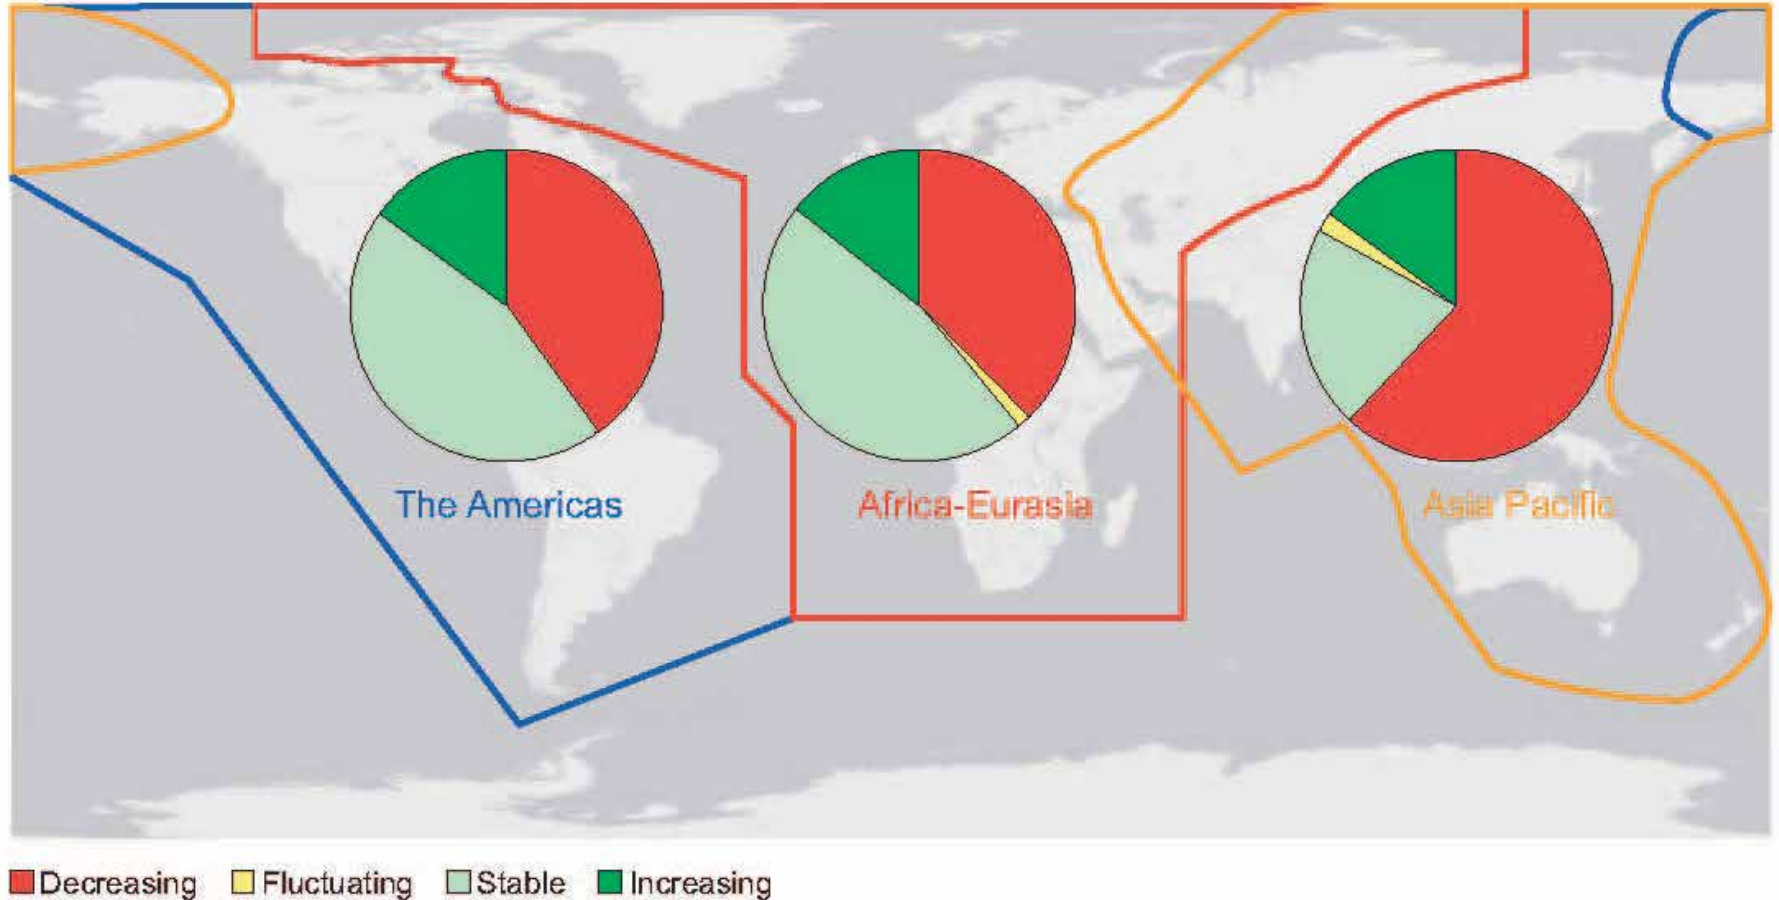 The Americas
Africa-Eurasia
Asia Pacific
Decreasing
Fluctuating
Stable
Increasing